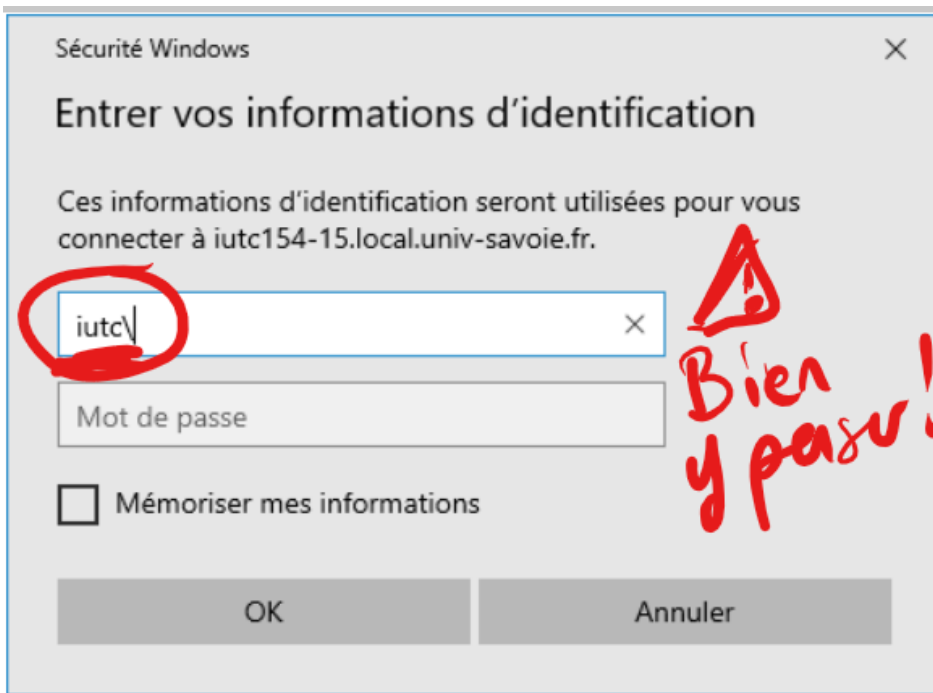 Sécurité Windows
Entrer vos informations d'identification
Ces informations d'identification seront utilisées pour vous
connecter à iutc154-15.local.univ-savoie.fr.
iutc\
Mot de passe
Mémoriser mes informations
OK
Annuler
!
Bien
y penser !